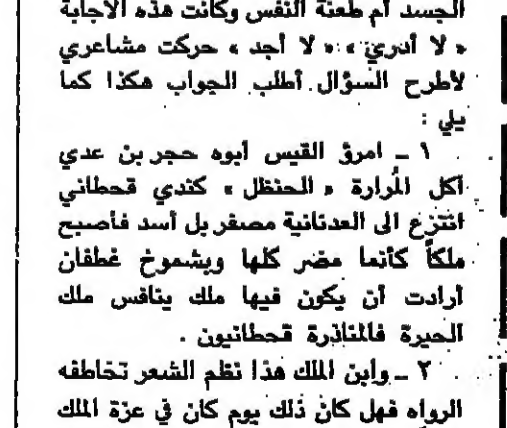 الجسد أم طعنة النفس وكانت هذه الاجابة
« لا أدري » « لا أجد » حركت مشاعري
لأطرح السؤال أطلب الجواب هكذا كما
يلي :
١ ـ امرؤ القيس أبوه حجر بن عدي
آكل المُرارة « الحنظل » كندي قحطاني
انتزع الى العدنانية مصغر بل أسد فأصبح
ملكاً كأنما مضر كلها وبشموخ غطفان
أرادت أن يكون فيها ملك ينافس ملك
الحيرة فالمناذرة قحطانيون .
٢ ـ وابن الملك هذا نظم الشعر تخاطفه
الرواه فهل كان ذلك يوم كان في عزة الملك